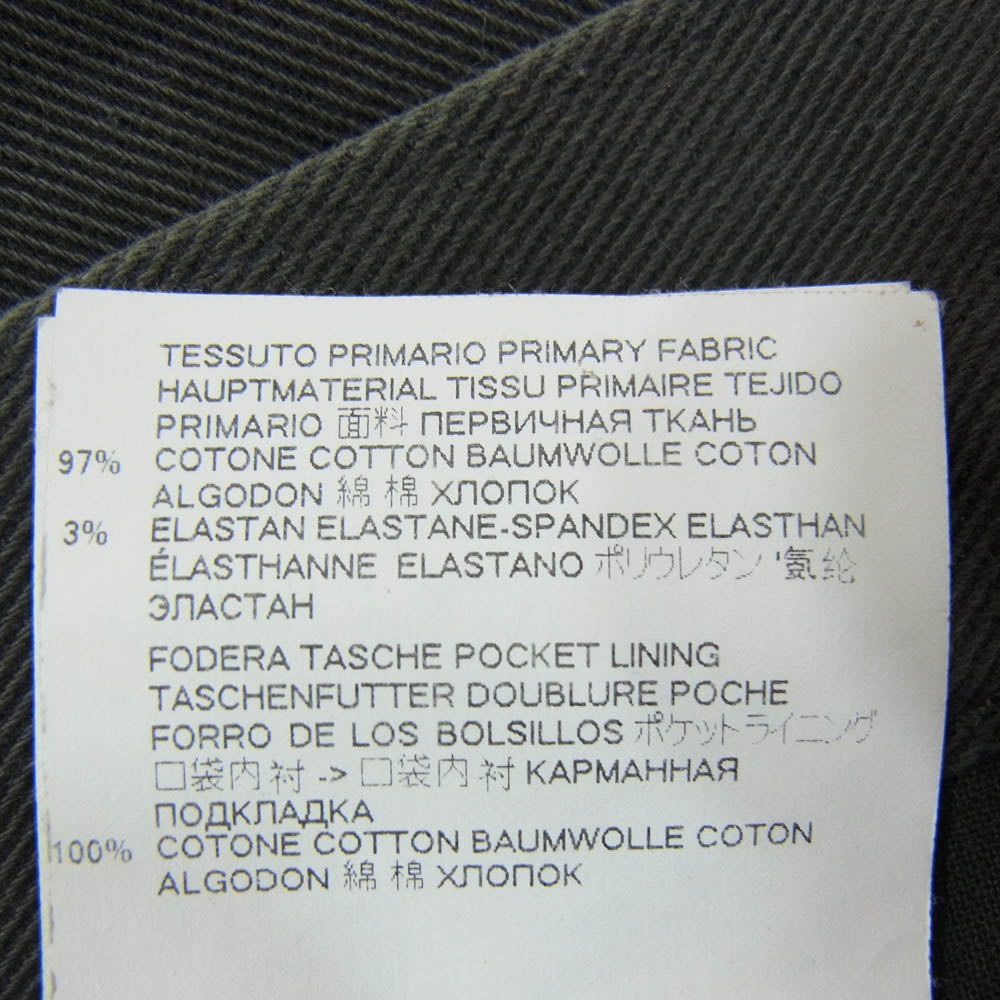 TESSUTO PRIMARIO PRIMARY FABRIC
HAUPTMATERIAL TISSU PRIMAIRE TEJIDO
PRIMARIO 面料 ПЕРВИЧНАЯ ТКАНЬ
97% COTONE COTTON BAUMWOLLE COTON
ALGODON 綿 棉 ХЛОПОК
3% ELASTAN ELASTANE-SPANDEX ELASTHAN
ÉLASTHANNE ELASTANO ポリウレタン '氨纶
ЭЛАСТАН
FODERA TASCHE POCKET LINING
TASCHENFUTTER DOUBLURE POCHE
FORRO DE LOS BOLSILLOS ポケットライニング
口袋内衬 -> 口袋内衬 КАРМАННАЯ
ПОДКЛАДКА
100% COTONE COTTON BAUMWOLLE COTON
ALGODON 綿 棉 ХЛОПОК